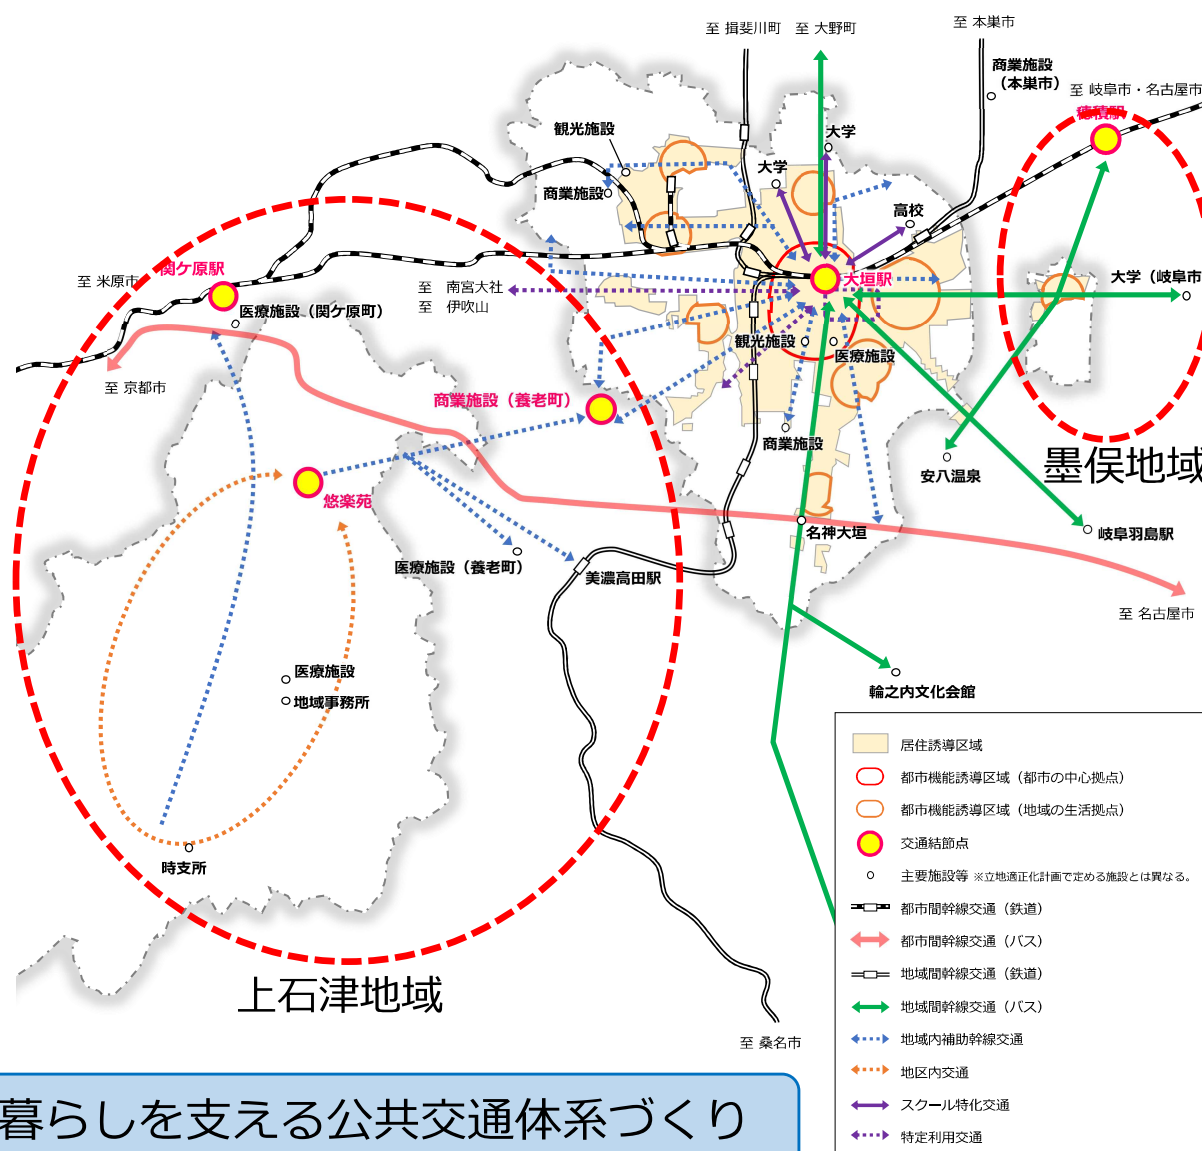 至 揖斐川町
至 大野町
至 本巣市
商業施設
（本巣市）
至 岐阜市・名古屋市
穂積駅
観光施設
大学
大学
商業施設
高校
関ケ原駅
至 米原市
大垣駅
大学（岐阜市
至 南宮大社
至 伊吹山
医療施設（関ケ原町）
観光施設
医療施設
至 京都市
商業施設（養老町）
商業施設
墨俣地域
安八温泉
悠楽苑
名神大垣
岐阜羽島駅
医療施設（養老町）
美濃高田駅
至 名古屋市
医療施設
地域事務所
輪之内文化会館
時支所
上石津地域
至 桑名市
居住誘導区域
都市機能誘導区域（都市の中心拠点）
都市機能誘導区域（地域の生活拠点）
交通結節点
主要施設等 ※立地適正化計画で定める施設とは異なる。
都市間幹線交通（鉄道）
都市間幹線交通（バス）
地域間幹線交通（鉄道）
地域間幹線交通（バス）
地域内補助幹線交通
地区内交通
スクール特化交通
特定利用交通
暮らしを支える公共交通体系づくり